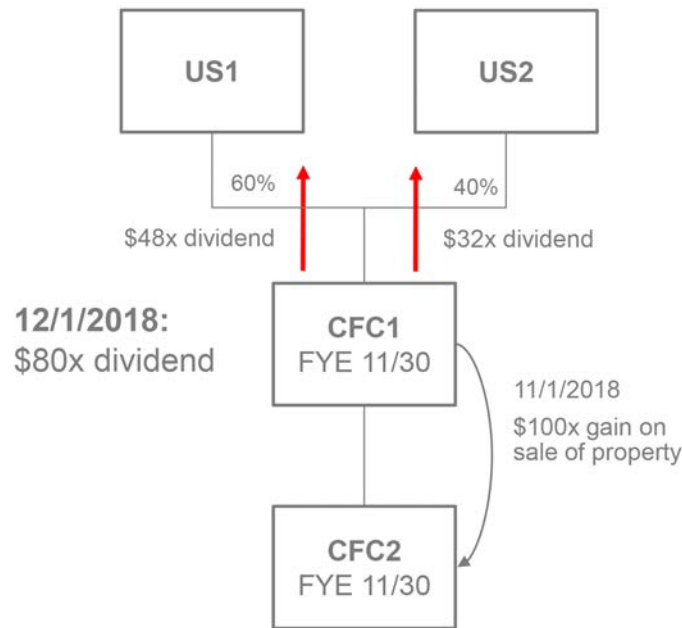 US1
US2
60%
40%
$48x dividend
$32x dividend
12/1/2018:
$80x dividend
CFC1
FYE 11/30
11/1/2018
$100x gain on
sale of property
CFC2
FYE 11/30